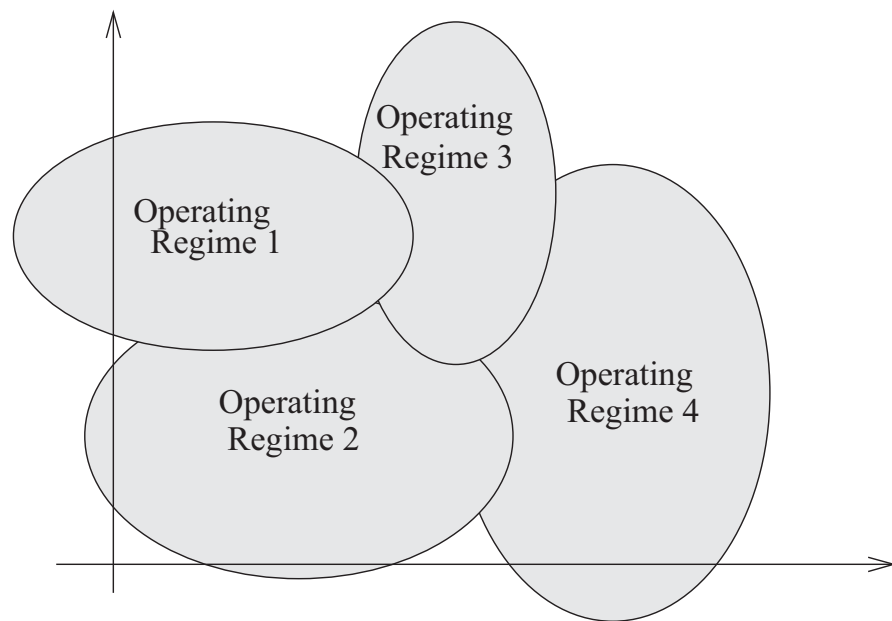 Operating
Regime 3
Operating
Regime 1
Operating
Regime 4
Operating
Regime 2